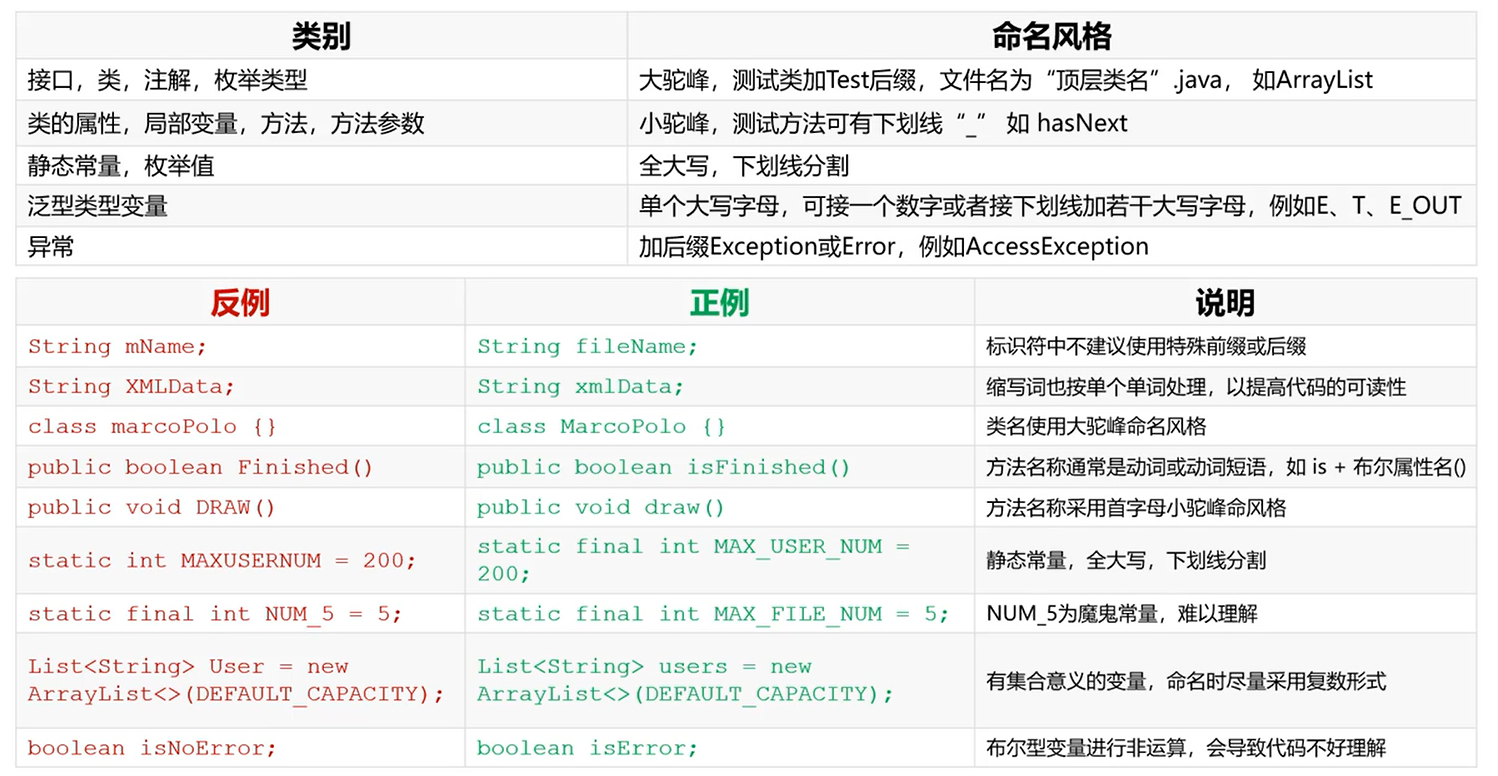 类别 命名风格
接口，类，注解，枚举类型 大驼峰，测试类加Test后缀，文件名为“顶层类名”.java， 如ArrayList
类的属性，局部变量，方法，方法参数 小驼峰，测试方法可有下划线“_” 如 hasNext
静态常量，枚举值 全大写，下划线分割
泛型类型变量 单个大写字母，可接一个数字或者接下划线加若干大写字母，例如E、T、E_OUT
异常 加后缀Exception或Error，例如AccessException
反例 正例 说明
String mName; String fileName; 标识符中不建议使用特殊前缀或后缀
String XMLData; String xmlData; 缩写词也按单个单词处理，以提高代码的可读性
class marcoPolo {} class MarcoPolo {} 类名使用大驼峰命名风格
public boolean Finished() public boolean isFinished() 方法名称通常是动词或动词短语，如 is + 布尔属性名()
public void DRAW() public void draw() 方法名称采用首字母小驼峰命风格
static int MAXUSERNUM = 200; static final int MAX_USER_NUM =
200; 静态常量，全大写，下划线分割
static final int NUM_5 = 5; static final int MAX_FILE_NUM = 5; NUM_5为魔鬼常量，难以理解
List<String> User = new
ArrayList<>(DEFAULT_CAPACITY); List<String> users = new
ArrayList<>(DEFAULT_CAPACITY); 有集合意义的变量，命名时尽量采用复数形式
boolean isNoError; boolean isError; 布尔型变量进行非运算，会导致代码不好理解